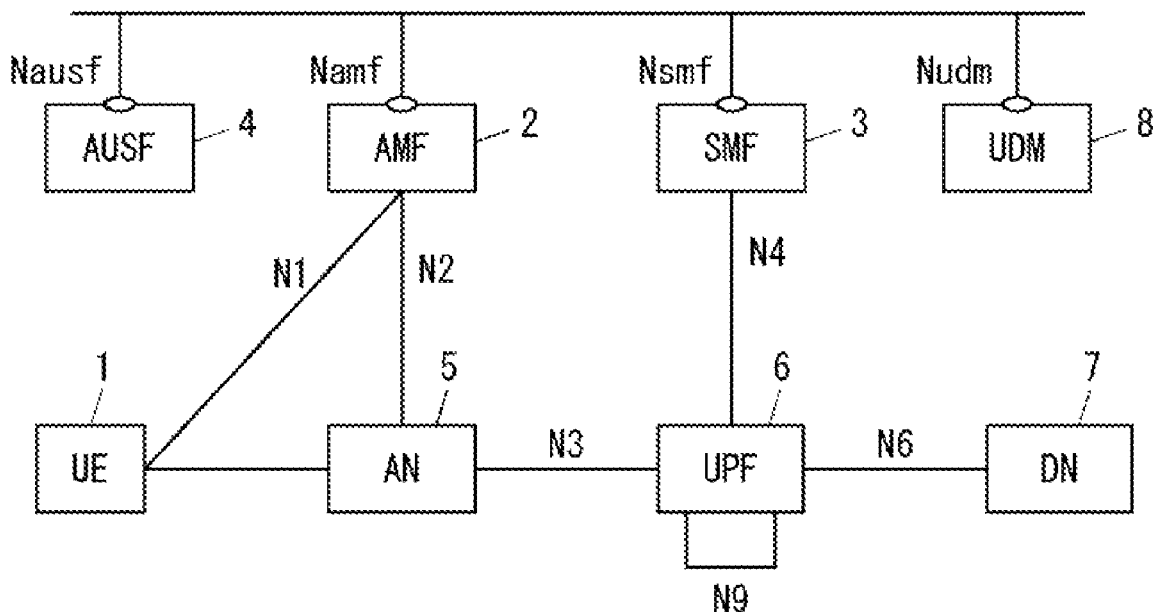 Nausf Namf Nsmf Nudm
AUSF 4 AMF 2 SMF 3 UDM 8
N1 N2 N4
1 5 6 7
UE AN N3 UPF N6 DN
N9